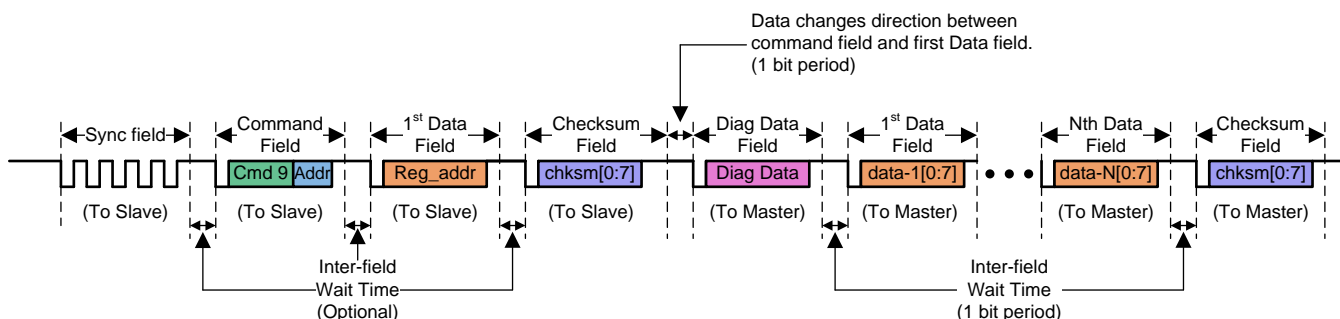 Data changes direction between
command field and first Data field.
(1 bit period)
Sync field
Command
Field
1st Data
Field
Checksum
Field
Diag Data
Field
1st Data
Field
Nth Data
Field
Checksum
Field
Cmd 9
Addr
Reg_addr
chksm[0:7]
Diag Data
data-1[0:7]
data-N[0:7]
chksm[0:7]
(To Slave)
(To Slave)
(To Slave)
(To Slave)
(To Master)
(To Master)
(To Master)
(To Master)
Inter-field
Wait Time
(Optional)
Inter-field
Wait Time
(1 bit period)